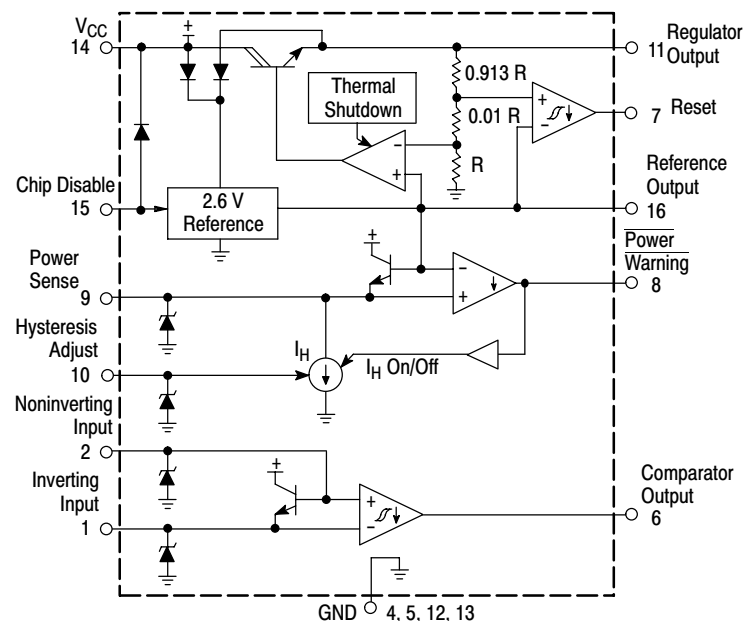 VCC
14
+
Regulator
11 Output
0.913 R
Thermal
Shutdown
+
0.01 R
−
7 Reset
−
+
R
Reference
Output
16
Chip Disable
15
2.6 V
Reference
Power
Warning
8
+
−
+
Power
Sense
9
Hysteresis
Adjust
10
IH
IH On/Off
Noninverting
Input
2
+
+
−
Comparator
Output
6
Inverting
Input
1
GND
4, 5, 12, 13